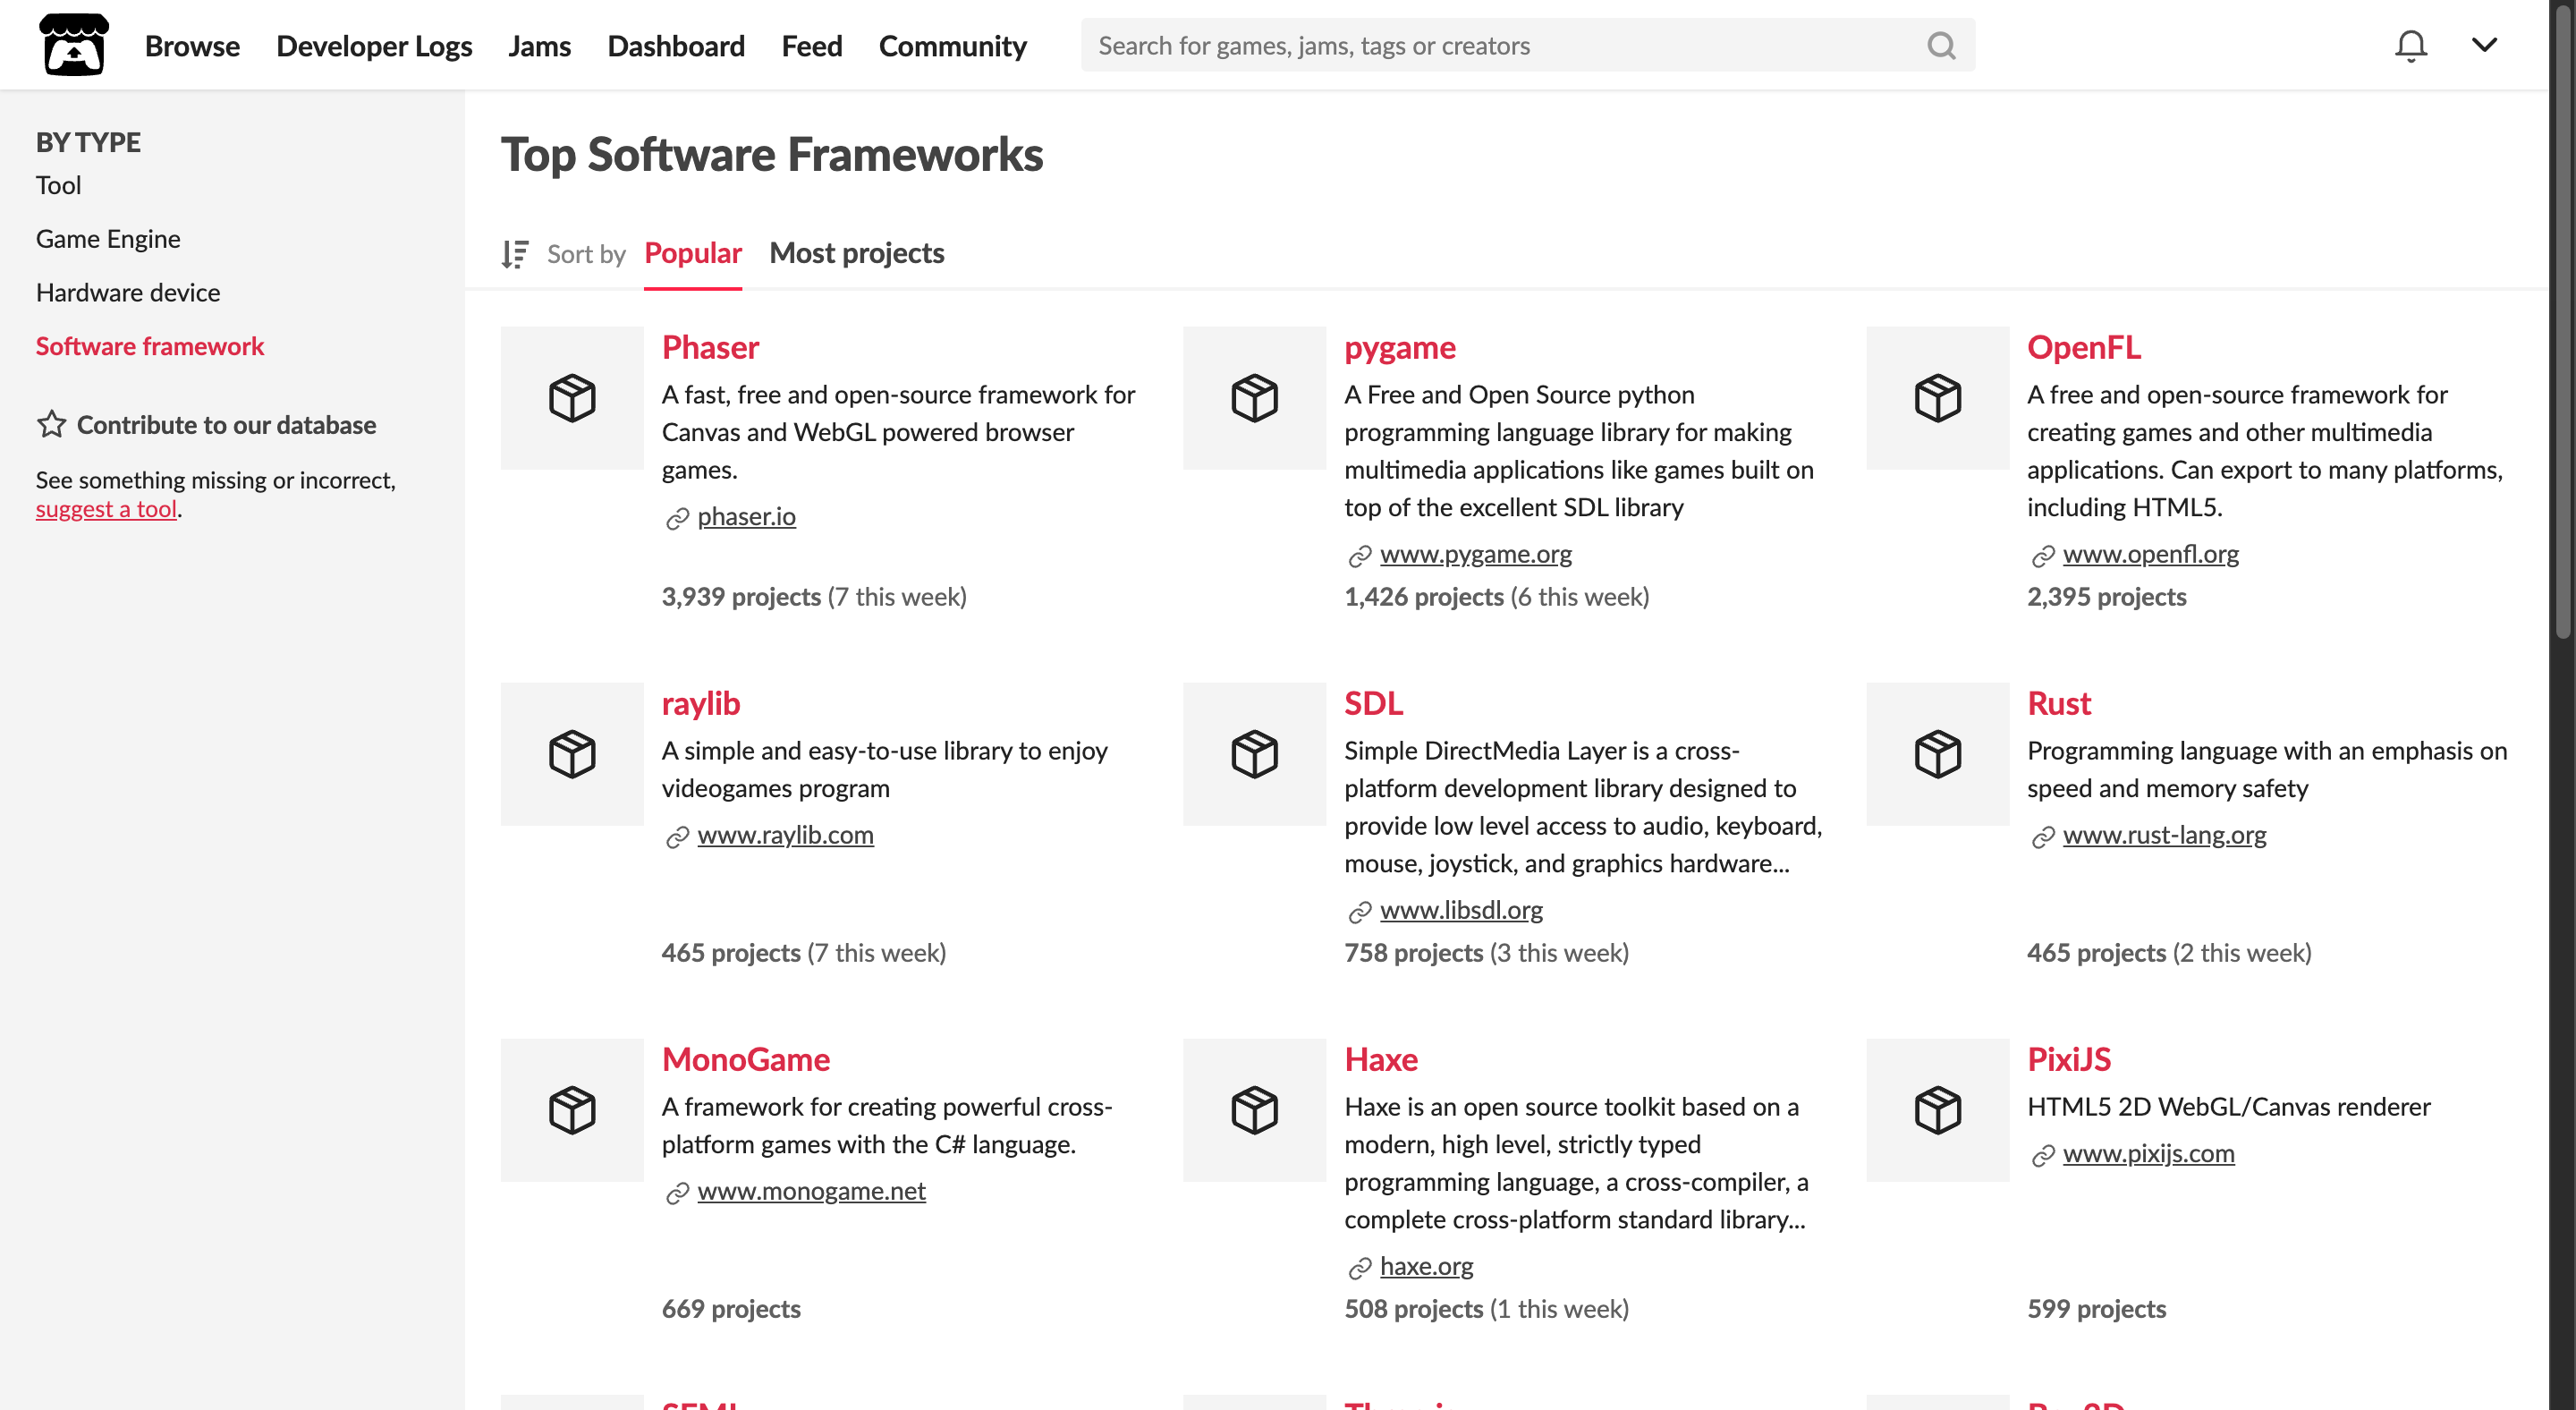 Browse Developer Logs Jams Dashboard Feed Community Search for games, jams, tags or creators
BY TYPE
Tool
Game Engine
Hardware device
Software framework
Contribute to our database
See something missing or incorrect,
suggest a tool.
Top Software Frameworks
Sort by Popular Most projects
Phaser
A fast, free and open-source framework for
Canvas and WebGL powered browser
games.
phaser.io
3,939 projects (7 this week)
pygame
A Free and Open Source python
programming language library for making
multimedia applications like games built on
top of the excellent SDL library
www.pygame.org
1,426 projects (6 this week)
OpenFL
A free and open-source framework for
creating games and other multimedia
applications. Can export to many platforms,
including HTML5.
www.openfl.org
2,395 projects
raylib
A simple and easy-to-use library to enjoy
videogames program
www.raylib.com
465 projects (7 this week)
SDL
Simple DirectMedia Layer is a cross-
platform development library designed to
provide low level access to audio, keyboard,
mouse, joystick, and graphics hardware...
www.libsdl.org
758 projects (3 this week)
Rust
Programming language with an emphasis on
speed and memory safety
www.rust-lang.org
465 projects (2 this week)
MonoGame
A framework for creating powerful cross-
platform games with the C# language.
www.monogame.net
669 projects
Haxe
Haxe is an open source toolkit based on a
modern, high level, strictly typed
programming language, a cross-compiler, a
complete cross-platform standard library...
haxe.org
508 projects (1 this week)
PixiJS
HTML5 2D WebGL/Canvas renderer
www.pixijs.com
599 projects